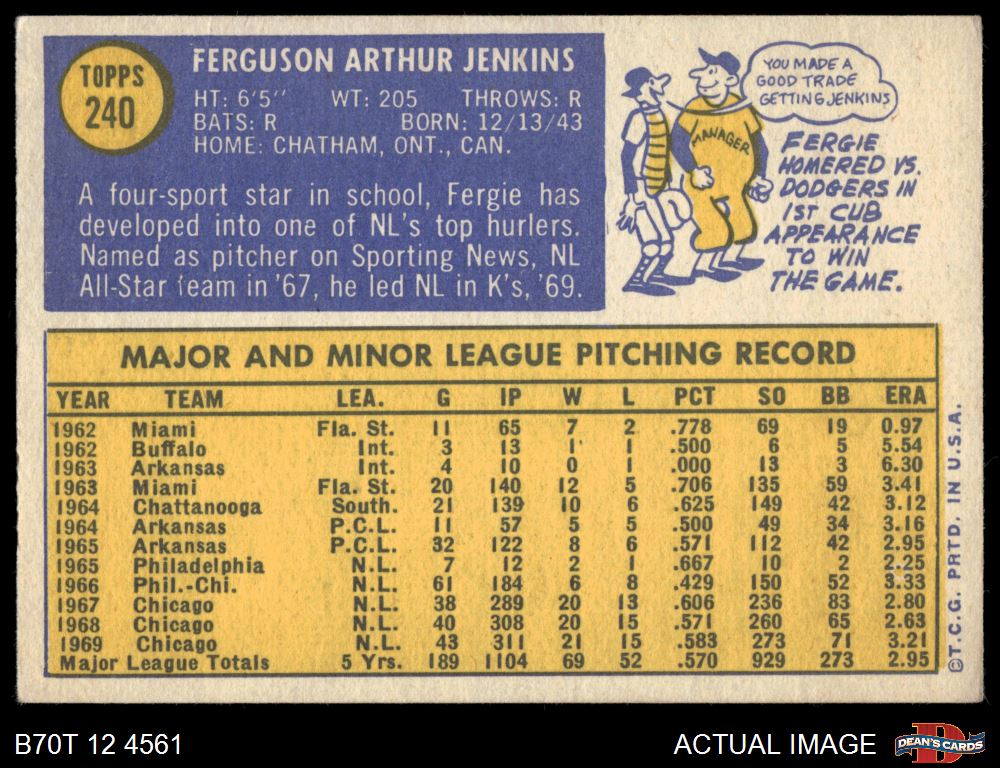 TOPPS
240
FERGUSON ARTHUR JENKINS
HT: 6'5" WT: 205 THROWS: R
BATS: R BORN: 12/13/43
HOME: CHATHAM, ONT., CAN.
A four-sport star in school, Fergie has
developed into one of NL's top hurlers.
Named as pitcher on Sporting News, NL
All-Star team in '67, he led NL in K's, '69.
YOU MADE A
GOOD TRADE
GETTING JENKINS
MANAGER
FERGIE
HOMERED VS.
DODGERS IN
1ST CUB
APPEARANCE
TO WIN
THE GAME.
MAJOR AND MINOR LEAGUE PITCHING RECORD
YEAR TEAM LEA. G IP W L PCT SO BB ERA
1962 Miami Fla. St. 11 65 7 2 .778 69 19 0.97
1962 Buffalo Int. 3 13 1 1 .500 6 5 5.54
1963 Arkansas Int. 4 10 0 1 .000 13 3 6.30
1963 Miami Fla. St. 20 140 12 5 .706 135 59 3.41
1964 Chattanooga South. 21 139 10 6 .625 149 42 3.12
1964 Arkansas P.C.L. 11 57 5 5 .500 49 34 3.16
1965 Arkansas P.C.L. 32 122 8 6 .571 112 42 2.95
1965 Philadelphia N.L. 7 12 2 1 .667 10 2 2.25
1966 Phil.-Chi. N.L. 61 184 6 8 .429 150 52 3.33
1967 Chicago N.L. 38 289 20 13 .606 236 83 2.80
1968 Chicago N.L. 40 308 20 15 .571 260 65 2.63
1969 Chicago N.L. 43 311 21 15 .583 273 71 3.21
Major League Totals 5 Yrs. 189 1104 69 52 .570 929 273 2.95
©T.C.G. PRTD. IN U.S.A.
B70T 12 4561
ACTUAL IMAGE
D
DEAN'S CARDS